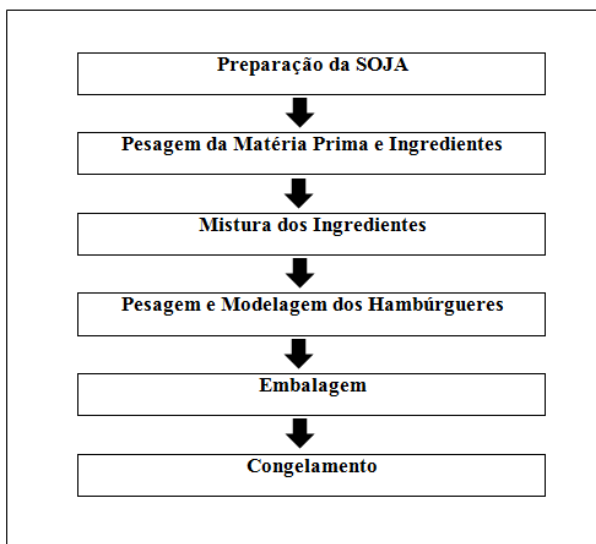 Preparação da SOJA
Pesagem da Matéria Prima e Ingredientes
Mistura dos Ingredientes
Pesagem e Modelagem dos Hambúrgueres
Embalagem
Congelamento